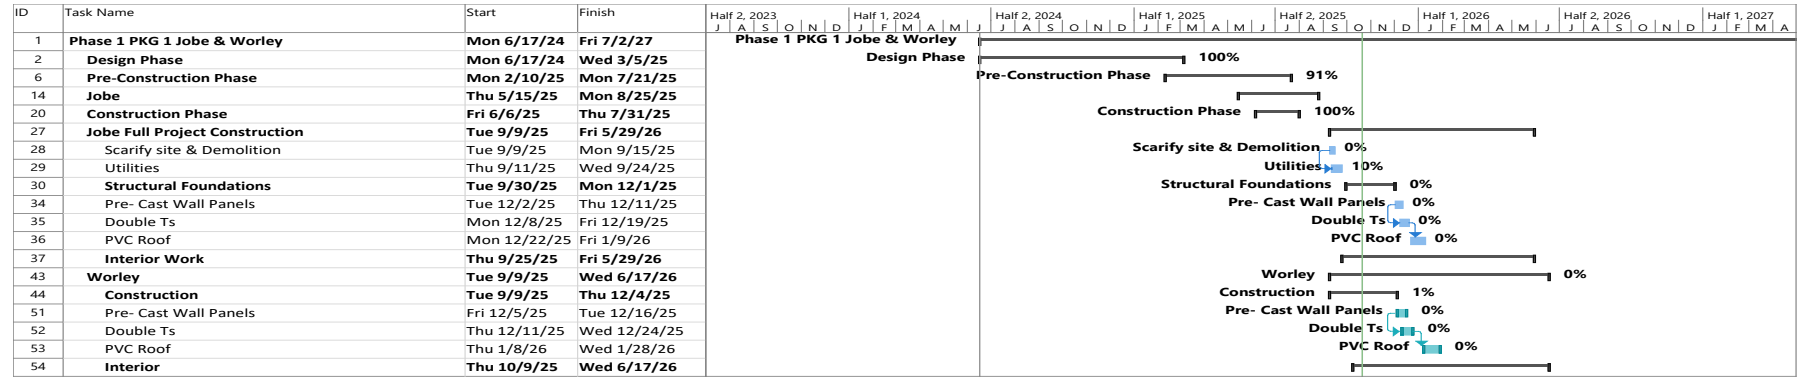 ID Task Name Start Finish Half 2, 2023 Half 1, 2024 Half 2, 2024 Half 1, 2025 Half 2, 2025 Half 1, 2026 Half 2, 2026 Half 1, 2027
J A S O N D J F M A M J J A S O N D J F M A M J J A S O N D J F M A M J J A S O N D J F M A
1 Phase 1 PKG 1 Jobe & Worley Mon 6/17/24 Fri 7/2/27 Phase 1 PKG 1 Jobe & Worley
2 Design Phase Mon 6/17/24 Wed 3/5/25 Design Phase 100%
6 Pre-Construction Phase Mon 2/10/25 Mon 7/21/25 Pre-Construction Phase 91%
14 Jobe Thu 5/15/25 Mon 8/25/25
20 Construction Phase Fri 6/6/25 Thu 7/31/25 Construction Phase 100%
27 Jobe Full Project Construction Tue 9/9/25 Fri 5/29/26
28 Scarify site & Demolition Tue 9/9/25 Mon 9/15/25 Scarify site & Demolition 0%
29 Utilities Thu 9/11/25 Wed 9/24/25 Utilities 10%
30 Structural Foundations Tue 9/30/25 Mon 12/1/25 Structural Foundations 0%
34 Pre- Cast Wall Panels Tue 12/2/25 Thu 12/11/25 Pre- Cast Wall Panels 0%
35 Double Ts Mon 12/8/25 Fri 12/19/25 Double Ts 0%
36 PVC Roof Mon 12/22/25 Fri 1/9/26 PVC Roof 0%
37 Interior Work Thu 9/25/25 Fri 5/29/26
43 Worley Tue 9/9/25 Wed 6/17/26 Worley 0%
44 Construction Tue 9/9/25 Thu 12/4/25 Construction 1%
51 Pre- Cast Wall Panels Fri 12/5/25 Tue 12/16/25 Pre- Cast Wall Panels 0%
52 Double Ts Thu 12/11/25 Wed 12/24/25 Double Ts 0%
53 PVC Roof Thu 1/8/26 Wed 1/28/26 PVC Roof 0%
54 Interior Thu 10/9/25 Wed 6/17/26